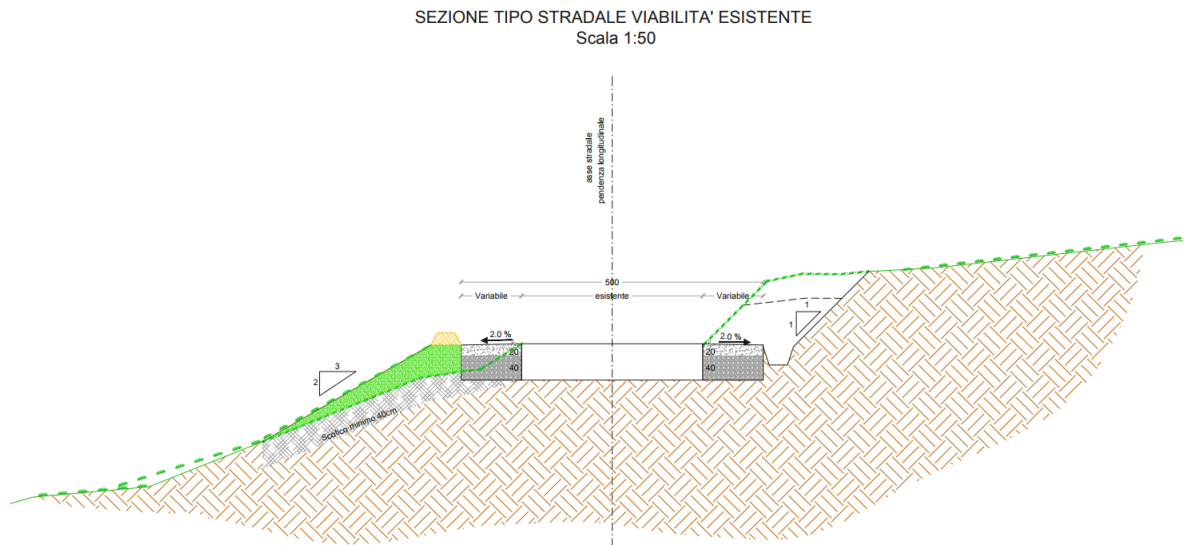 SEZIONE TIPO STRADALE VIABILITA' ESISTENTE
Scala 1:50
asse stradale
pendenza longitudinale
500
Variabile
esistente
Variabile
1
1
2.0 %
2.0 %
20
20
40
40
3
2
Scotico minimo 40cm